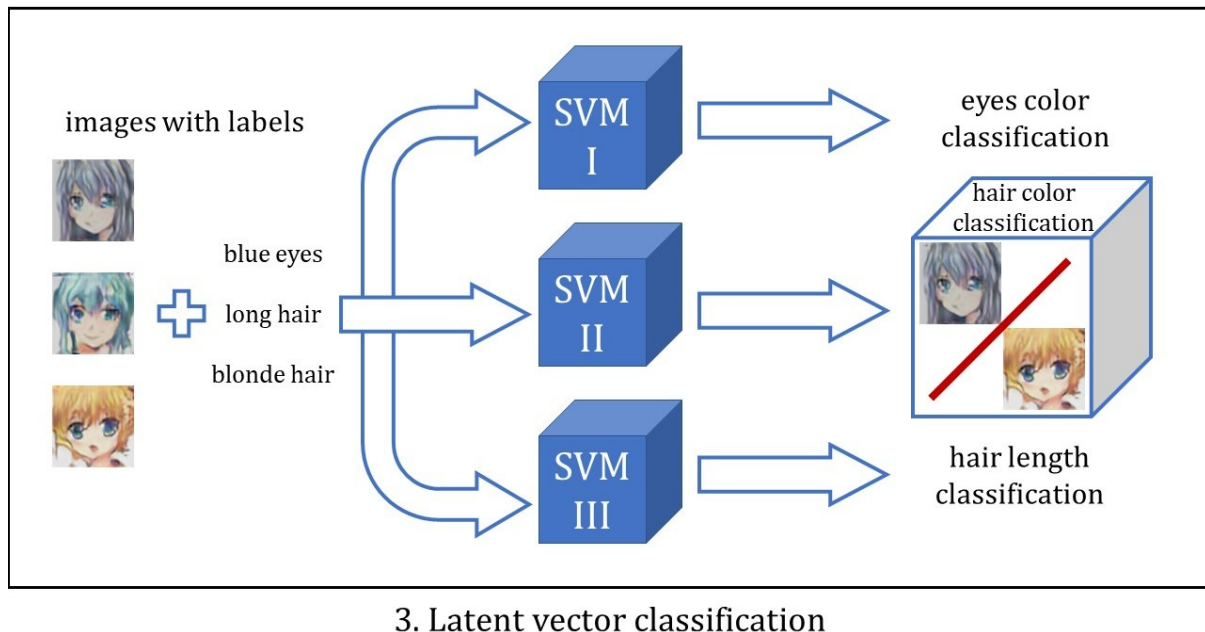 images with labels
blue eyes
long hair
blonde hair
SVM
I
SVM
II
SVM
III
eyes color
classification
hair color
classification
hair length
classification
3. Latent vector classification